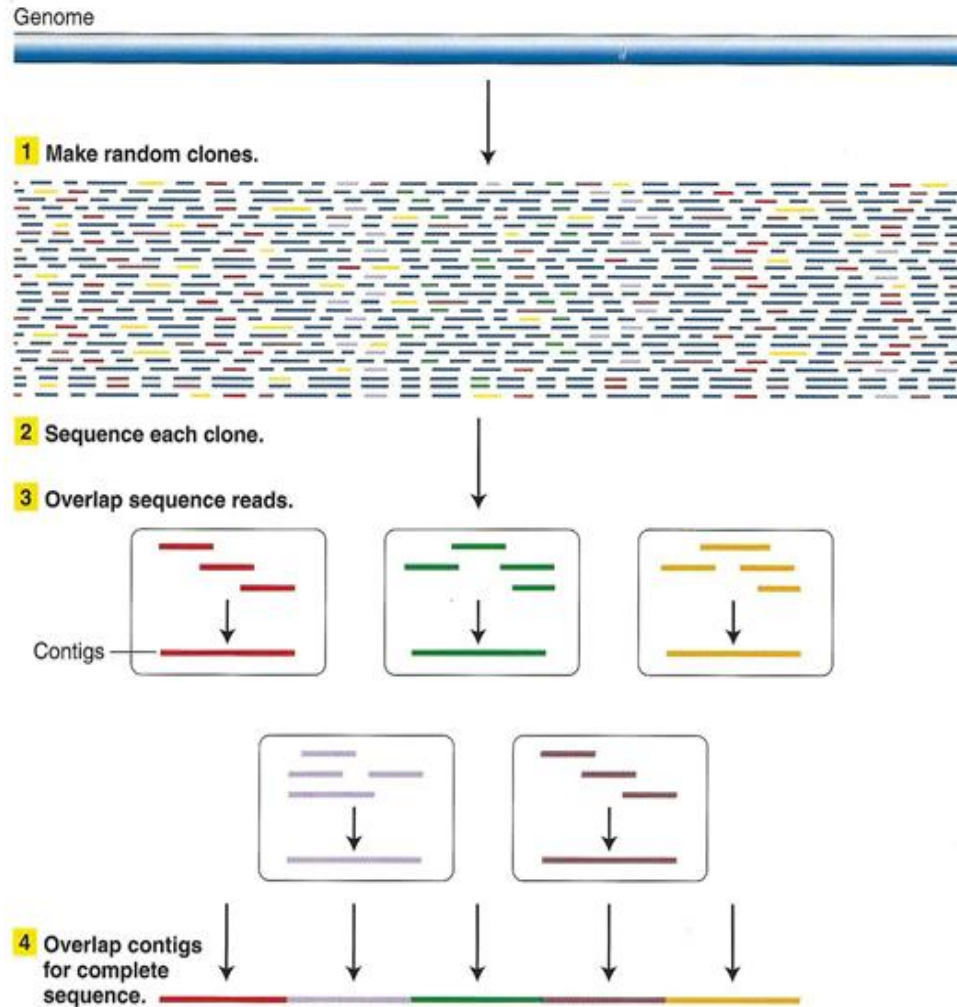 Genome
1 Make random clones.
2 Sequence each clone.
3 Overlap sequence reads.
Contigs
4 Overlap contigs
for complete
sequence.